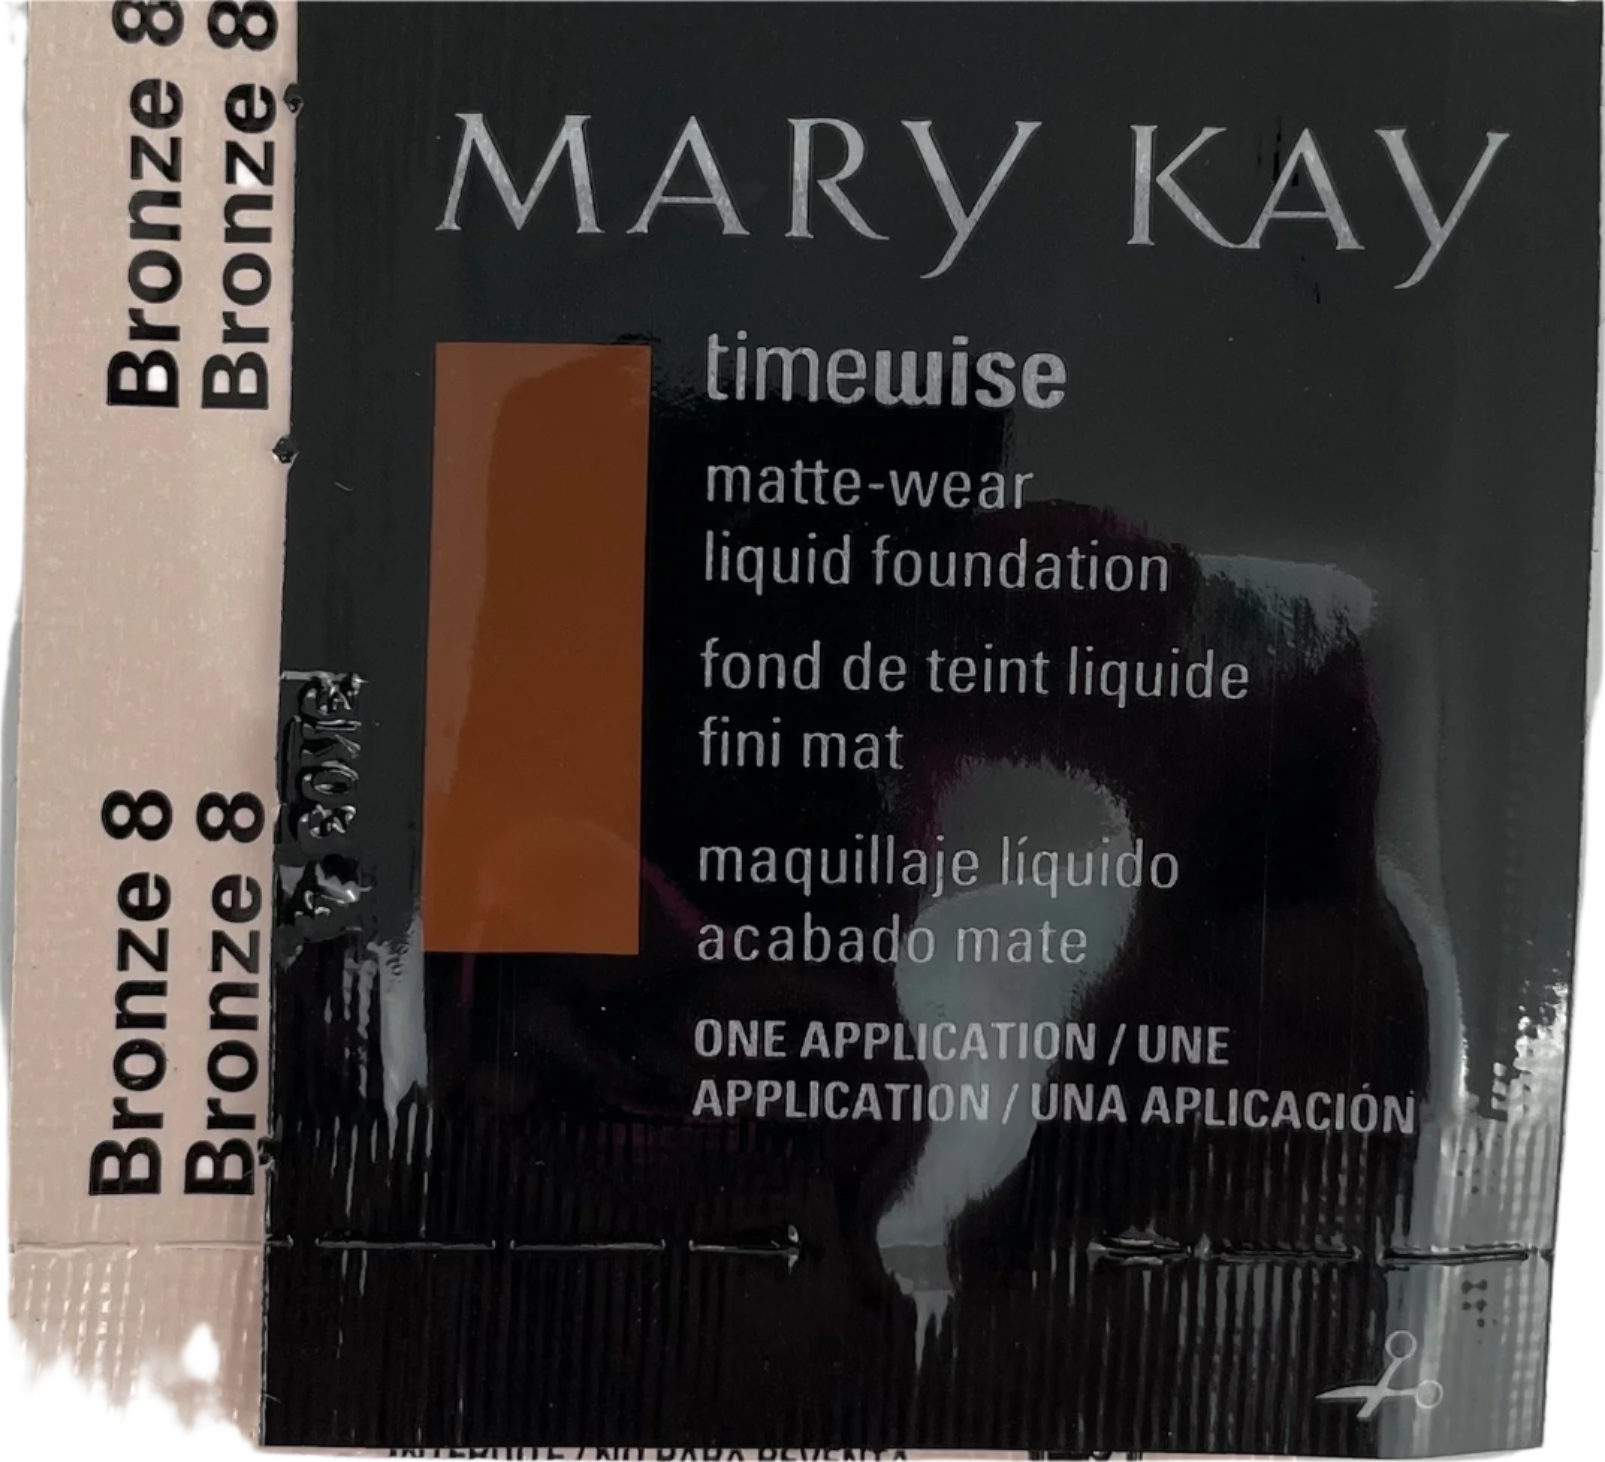 Bronze 8
Bronze 8
Bronze 8
Bronze 8
MARY KAY
timewise
matte-wear
liquid foundation
fond de teint liquide
fini mat
maquillaje líquido
acabado mate
ONE APPLICATION / UNE
APPLICATION / UNA APLICACIÓN